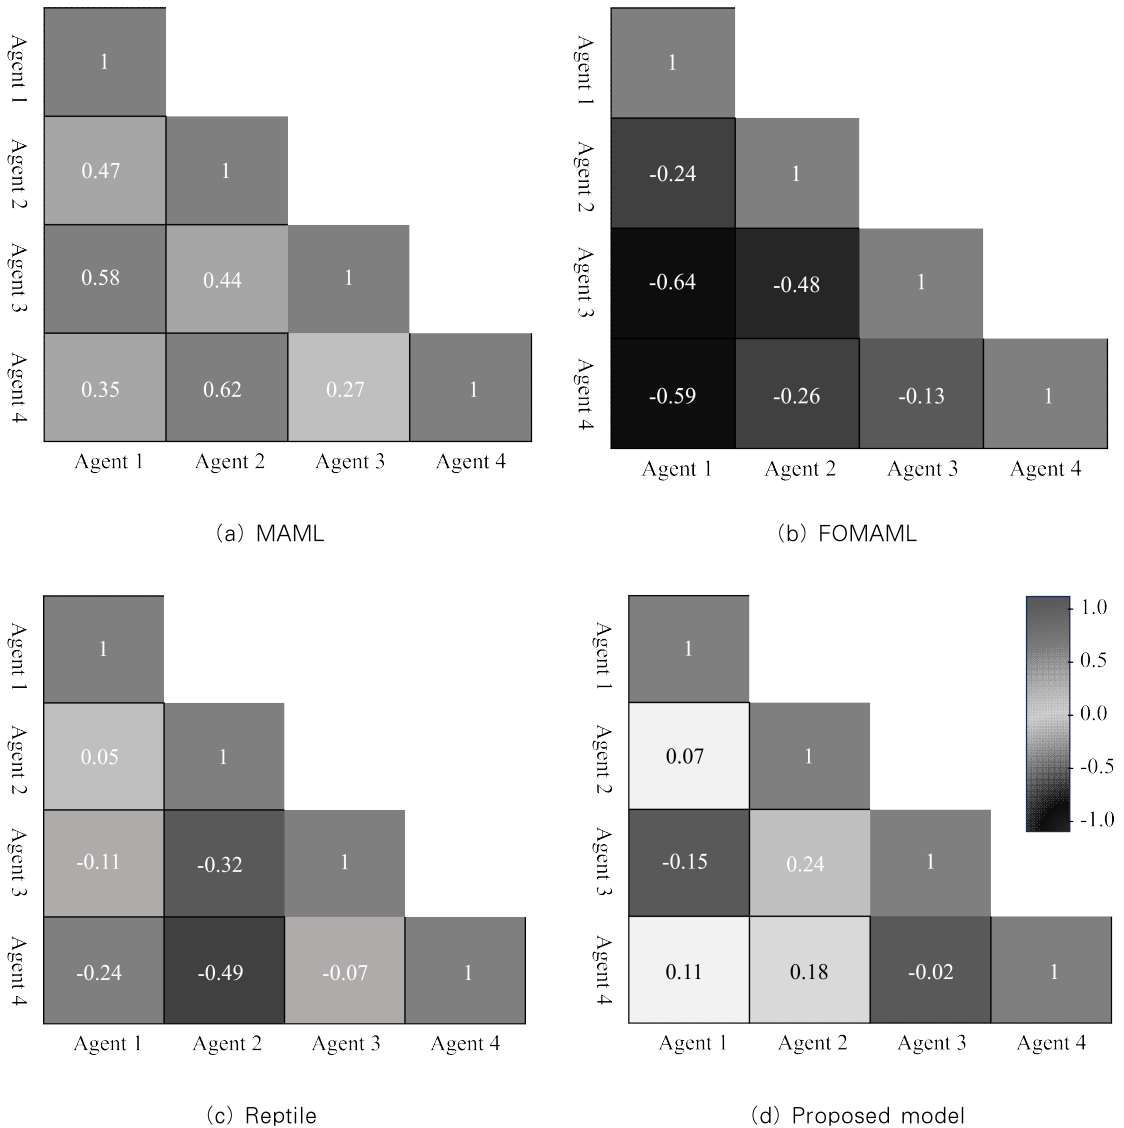 Agent 1
1
Agent 2
0.47
1
Agent 3
0.58
0.44
1
Agent 4
0.35
0.62
0.27
1
Agent 1
Agent 2
Agent 3
Agent 4
(a) MAML
Agent 1
1
Agent 2
-0.24
1
Agent 3
-0.64
-0.48
1
Agent 4
-0.59
-0.26
-0.13
1
Agent 1
Agent 2
Agent 3
Agent 4
(b) FOMAML
Agent 1
1
Agent 2
0.05
1
Agent 3
-0.11
-0.32
1
Agent 4
-0.24
-0.49
-0.07
1
Agent 1
Agent 2
Agent 3
Agent 4
(c) Reptile
Agent 1
1
Agent 2
0.07
1
Agent 3
-0.15
0.24
1
Agent 4
0.11
0.18
-0.02
1
Agent 1
Agent 2
Agent 3
Agent 4
1.0
0.5
0.0
-0.5
-1.0
(d) Proposed model